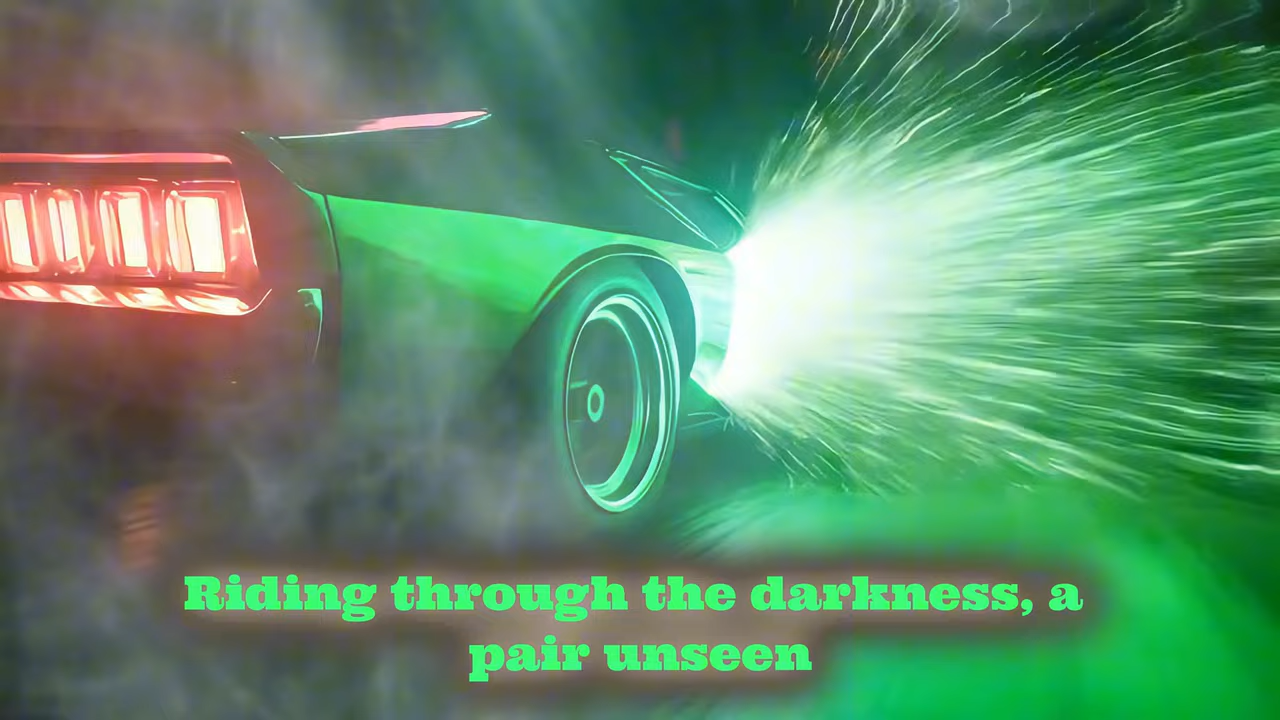 Riding through the darkness, a
pair unseen